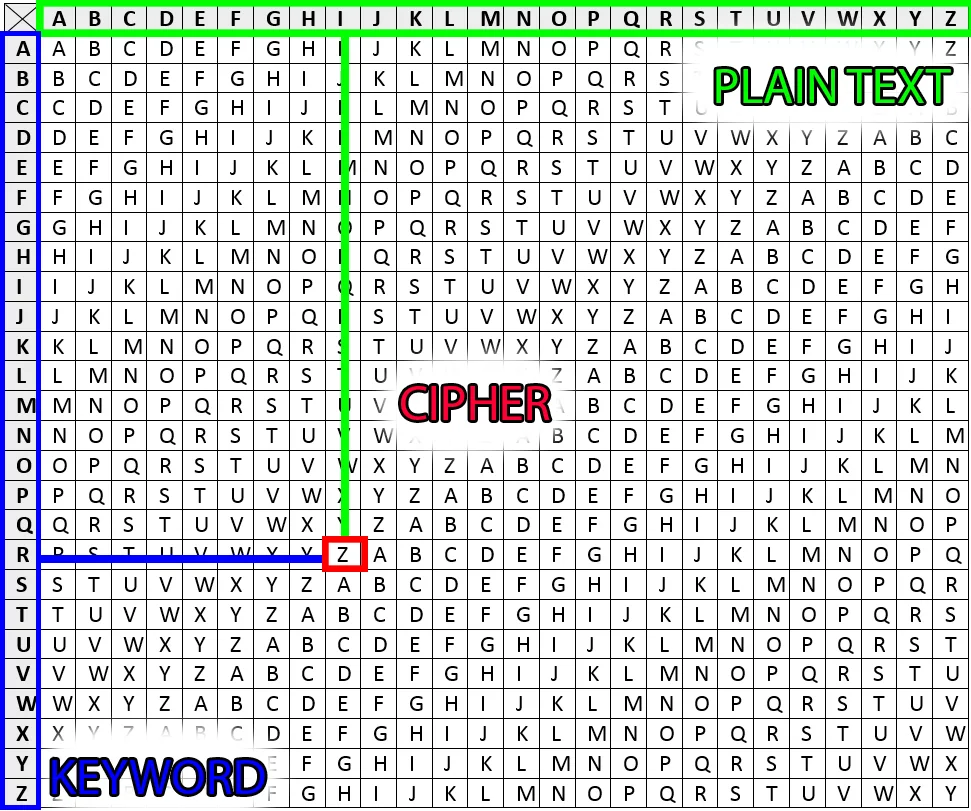 A B C D E F G H I J K L M N O P Q R S T U V W X Y Z
A A B C D E F G H I J K L M N O P Q R S Y Z
B B C D E F G H I J K L M N O P Q R S
PLAIN TEXT
C C D E F G H I J K L M N O P Q R S T U
D D E F G H I J K L M N O P Q R S T U V W X Y Z A B C
E E F G H I J K L M N O P Q R S T U V W X Y Z A B C D
F F G H I J K L M N O P Q R S T U V W X Y Z A B C D E
G G H I J K L M N O P Q R S T U V W X Y Z A B C D E F
H H I J K L M N O P Q R S T U V W X Y Z A B C D E F G
I I J K L M N O P Q R S T U V W X Y Z A B C D E F G H
J J K L M N O P Q R S T U V W X Y Z A B C D E F G H I
K K L M N O P Q R S T U V W X Y Z A B C D E F G H I J
L L M N O P Q R S T U Z A B C D E F G H I J K
CIPHER
M M N O P Q R S T U V A B C D E F G H I J K L
N N O P Q R S T U V W A B C D E F G H I J K L M
O O P Q R S T U V W X Y Z A B C D E F G H I J K L M N
P P Q R S T U V W X Y Z A B C D E F G H I J K L M N O
Q Q R S T U V W X Y Z A B C D E F G H I J K L M N O P
R R S T U V W X Y Z A B C D E F G H I J K L M N O P Q
S S T U V W X Y Z A B C D E F G H I J K L M N O P Q R
T T U V W X Y Z A B C D E F G H I J K L M N O P Q R S
U U V W X Y Z A B C D E F G H I J K L M N O P Q R S T
V V W X Y Z A B C D E F G H I J K L M N O P Q R S T U
W W X Y Z A B C D E F G H I J K L M N O P Q R S T U V
X X Y Z A B C D E F G H I J K L M N O P Q R S T U V W
Y E F G H I J K L M N O P Q R S T U V W X
KEYWORD
Z F G H I J K L M N O P Q R S T U V W X Y